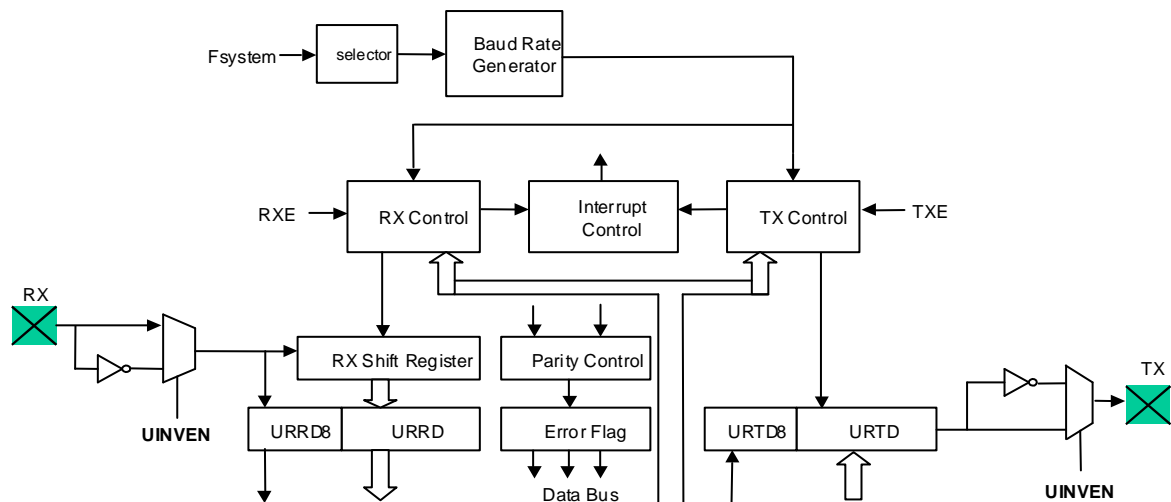 Fsystem
selector
Baud Rate
Generator
RXE
RX Control
Interrupt
Control
TX Control
TXE
RX
RX Shift Register
Parity Control
TX
UINVEN
URRD8
URRD
Error Flag
URTD8
URTD
Data Bus
UINVEN